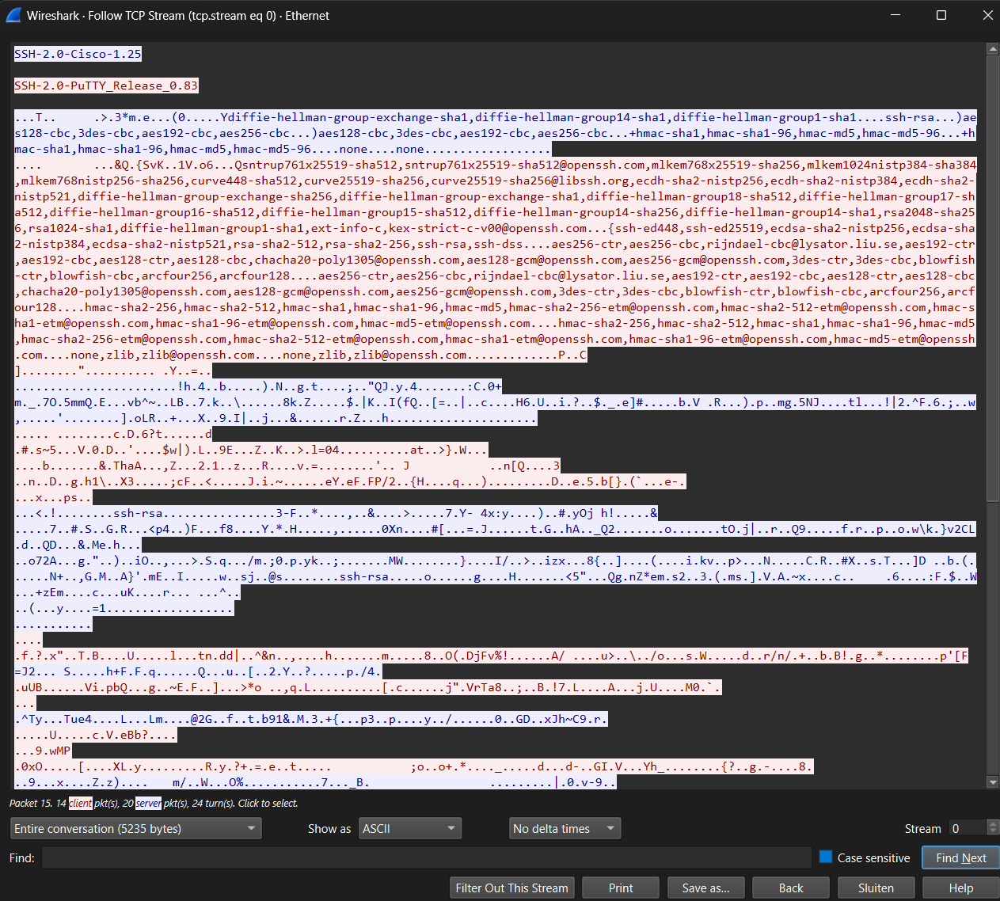 Wireshark · Follow TCP Stream (tcp.stream eq 0) · Ethernet
SSH-2.0-Cisco-1.25
SSH-2.0-PuTTY_Release_0.83
...T..     .>.3*m.e...(0.....Ydiffie-hellman-group-exchange-sha1,diffie-hellman-group14-sha1,diffie-hellman-group1-sha1....ssh-rsa...)ae
s128-cbc,3des-cbc,aes192-cbc,aes256-cbc...)aes128-cbc,3des-cbc,aes192-cbc,aes256-cbc...+hmac-sha1,hmac-sha1-96,hmac-md5,hmac-md5-96...+h
mac-sha1,hmac-sha1-96,hmac-md5,hmac-md5-96....none....none..................
....       ...&Q.{SvK..1V.o6...Qsntrup761x25519-sha512,sntrup761x25519-sha512@openssh.com,mlkem768x25519-sha256,mlkem1024nistp384-sha384
,mlkem768nistp256-sha256,curve448-sha512,curve25519-sha256,curve25519-sha256@libssh.org,ecdh-sha2-nistp256,ecdh-sha2-nistp384,ecdh-sha2-
nistp521,diffie-hellman-group-exchange-sha256,diffie-hellman-group-exchange-sha1,diffie-hellman-group18-sha512,diffie-hellman-group17-sh
a512,diffie-hellman-group16-sha512,diffie-hellman-group15-sha512,diffie-hellman-group14-sha256,diffie-hellman-group14-sha1,rsa2048-sha25
6,rsa1024-sha1,diffie-hellman-group1-sha1,ext-info-c,kex-strict-c-v00@openssh.com...{ssh-ed448,ssh-ed25519,ecdsa-sha2-nistp256,ecdsa-sha
2-nistp384,ecdsa-sha2-nistp521,rsa-sha2-512,rsa-sha2-256,ssh-rsa,ssh-dss....aes256-ctr,aes256-cbc,rijndael-cbc@lysator.liu.se,aes192-ctr
,aes192-cbc,aes128-ctr,aes128-cbc,chacha20-poly1305@openssh.com,aes128-gcm@openssh.com,aes256-gcm@openssh.com,3des-ctr,3des-cbc,blowfish
-ctr,blowfish-cbc,arcfour256,arcfour128....aes256-ctr,aes256-cbc,rijndael-cbc@lysator.liu.se,aes192-ctr,aes192-cbc,aes128-ctr,aes128-cbc
,chacha20-poly1305@openssh.com,aes128-gcm@openssh.com,aes256-gcm@openssh.com,3des-ctr,3des-cbc,blowfish-ctr,blowfish-cbc,arcfour256,arcf
our128....hmac-sha2-256,hmac-sha2-512,hmac-sha1,hmac-sha1-96,hmac-md5,hmac-sha2-256-etm@openssh.com,hmac-sha2-512-etm@openssh.com,hmac-s
ha1-etm@openssh.com,hmac-sha1-96-etm@openssh.com,hmac-md5-etm@openssh.com....hmac-sha2-256,hmac-sha2-512,hmac-sha1,hmac-sha1-96,hmac-md5
,hmac-sha2-256-etm@openssh.com,hmac-sha2-512-etm@openssh.com,hmac-sha1-etm@openssh.com,hmac-sha1-96-etm@openssh.com,hmac-md5-etm@openssh
.com....none,zlib,zlib@openssh.com....none,zlib,zlib@openssh.com.............P..C
]........".......... .Y..=..
.......................!h.4..b.....).N..g.t....;.."QJ.y.4.......:C.0+
m._.7O.5mmQ.E...vb^~..LB..7.k..\......8k.Z.....$.|K..I(fQ..[=..|..c....H6.U..i.?..$._.e]#.....b.V .R...).p..mg.5NJ....tl...!|2.^F.6.;..w
,.....'........].oLR..+...X..9.I|..j...&......r.Z...h.....................
..... ........c.D.6?t......d
.#.s~5...V.0.D..'....$w|).L..9E...Z..K..>.l=04..........at..>}.W...
....b.......&.ThaA...,Z...2.1..z...R....v.=........'.. J           ..n[Q....3
..n..D..g.h1\..X3.....;cF..<.....J.i.~......eY.eF.FP/2..{H....q...).........D..e.5.b[}.(`...e-.
...x...ps..
...<.!........ssh-rsa................3-F..*....,..&....>.....7.Y- 4x:y....)..#.yOj h!.....&
.....7..#.S..G.R...<p4..)F...f8....Y.*.H.....,......0Xn....#[...=.J......t.G..hA.._Q2.......o.......tO.j|..r..Q9.....f.r..p..o.w\k.}v2CL
.d..QD...&.Me.h...
..o72A...g."..)..iO..,...>.S.q.../m.;0.p.yk..;.......MW........}....I/..>..izx...8{..]....(....i.kv..p>...N.....C.R..#X..s.T...]D ..b.(.
.....N+..,G.M..A}'.mE..I.....w..sj..@s........ssh-rsa.....o......g....H.......<5"...Qg.nZ*em.s2..3.(.ms.].V.A.~x....c..    .6....:F.$..W
...+zEm....c...uK....r... ...^..
..(...y....=1..................
...........
....
.f.?.x"..T.B....U.....l...tn.dd|..^&n..,....h.......m.....8..O(.DjFv%!......A/ ....u>..\../o...s.W.....d..r/n/.+..b.B!.g..*........p'[F
=J2... S.....h+F.F.q......Q...u..[..2.Y..?.....p./4.
.uUB......Vi.pbQ...g..~E.F..]...>*o ..,q.L..........[.c......j".VrTa8..;..B.!7.L....A...j.U....M0.`.
...
.^Ty...Tue4....L...Lm....@2G..f..t.b91&.M.3.+{...p3..p....y../......0..GD..xJh~C9.r.
.....U.....c.V.eBb?....
...9.wMP
.0xO.....[....XL.y.........R.y.?+.=.e..t.....           ;o..o+.*...._.....d...d-..GI.V...Yh_........{?..g.-....8.
..9...x....Z.z)....   m/..W...O%...........7..._B.                 .........|.0.v-9..
Packet 15. 14 client pkt(s), 20 server pkt(s), 24 turn(s). Click to select.
Entire conversation (5235 bytes) Show as ASCII No delta times Stream 0
Find: Case sensitive Find Next
Filter Out This Stream Print Save as... Back Sluiten Help